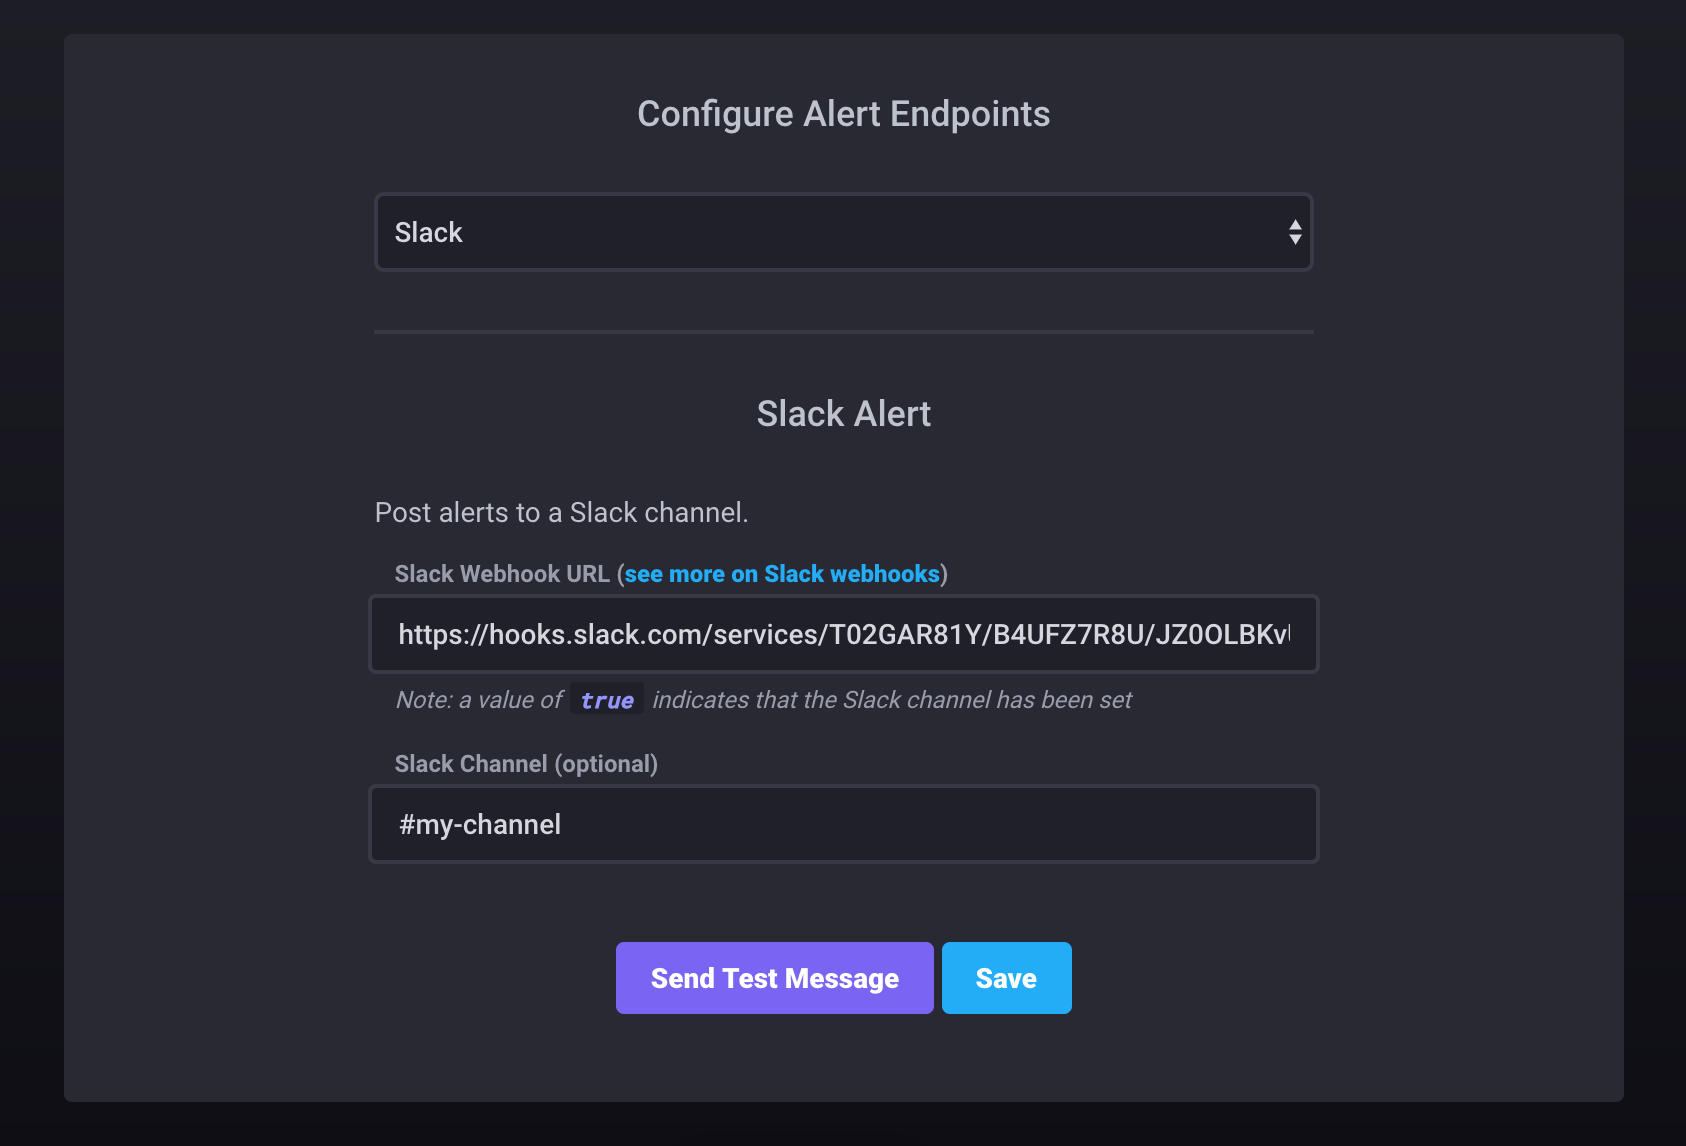 Configure Alert Endpoints
Slack
Slack Alert
Post alerts to a Slack channel.
Slack Webhook URL (see more on Slack webhooks)
https://hooks.slack.com/services/T02GAR81Y/B4UFZ7R8U/JZ0OLBKv
Note: a value of true indicates that the Slack channel has been set
Slack Channel (optional)
#my-channel
Send Test Message
Save